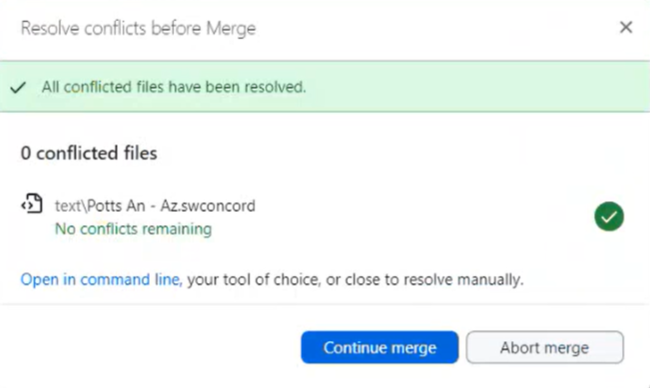 Resolve conflicts before Merge
All conflicted files have been resolved.
0 conflicted files
text\Potts An - Az.swconcord
No conflicts remaining
Open in command line, your tool of choice, or close to resolve manually.
Continue merge
Abort merge